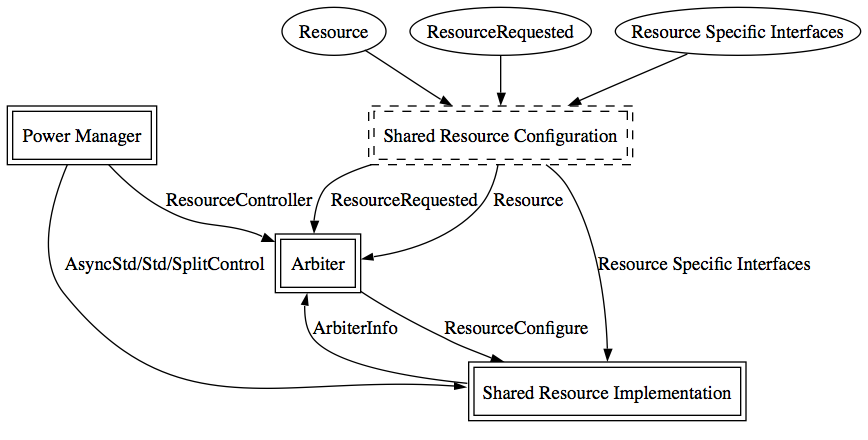 Resource
ResourceRequested
Resource Specific Interfaces
Power Manager
Shared Resource Configuration
ResourceController
ResourceRequested
Resource
AsyncStd/Std/SplitControl
Arbiter
Resource Specific Interfaces
ArbiterInfo
ResourceConfigure
Shared Resource Implementation